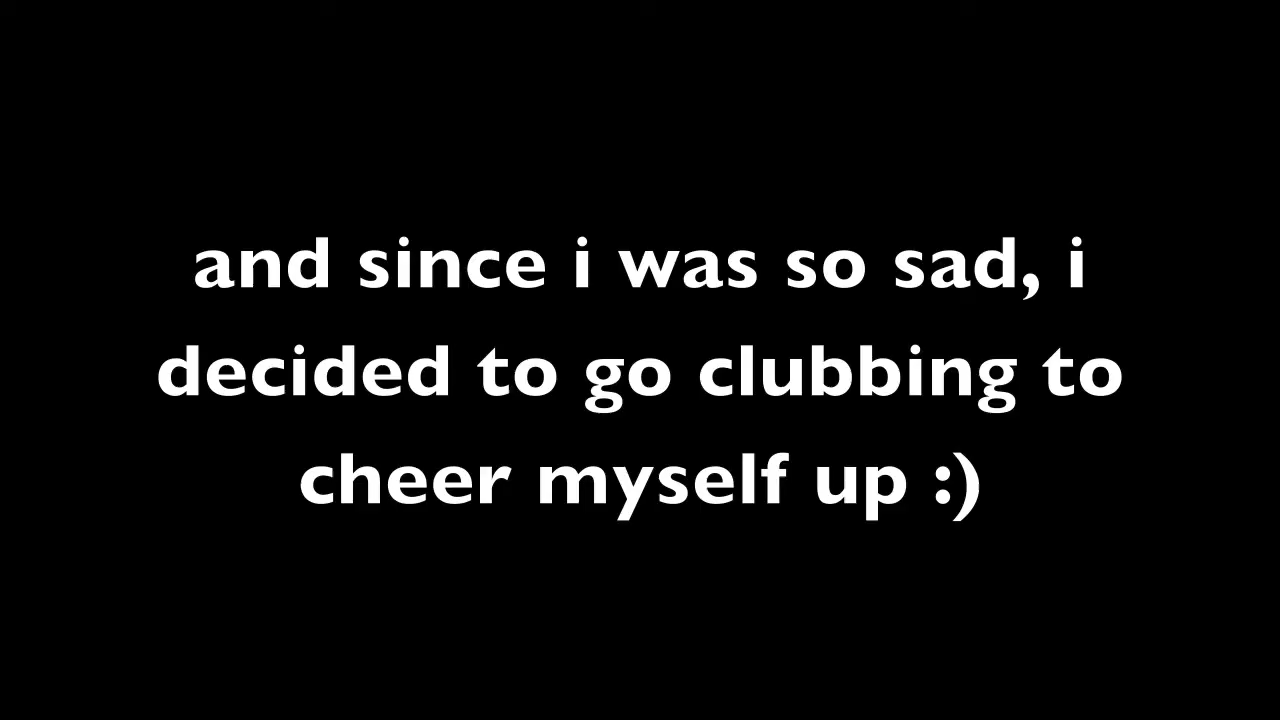 and since i was so sad, i
decided to go clubbing to
cheer myself up :)